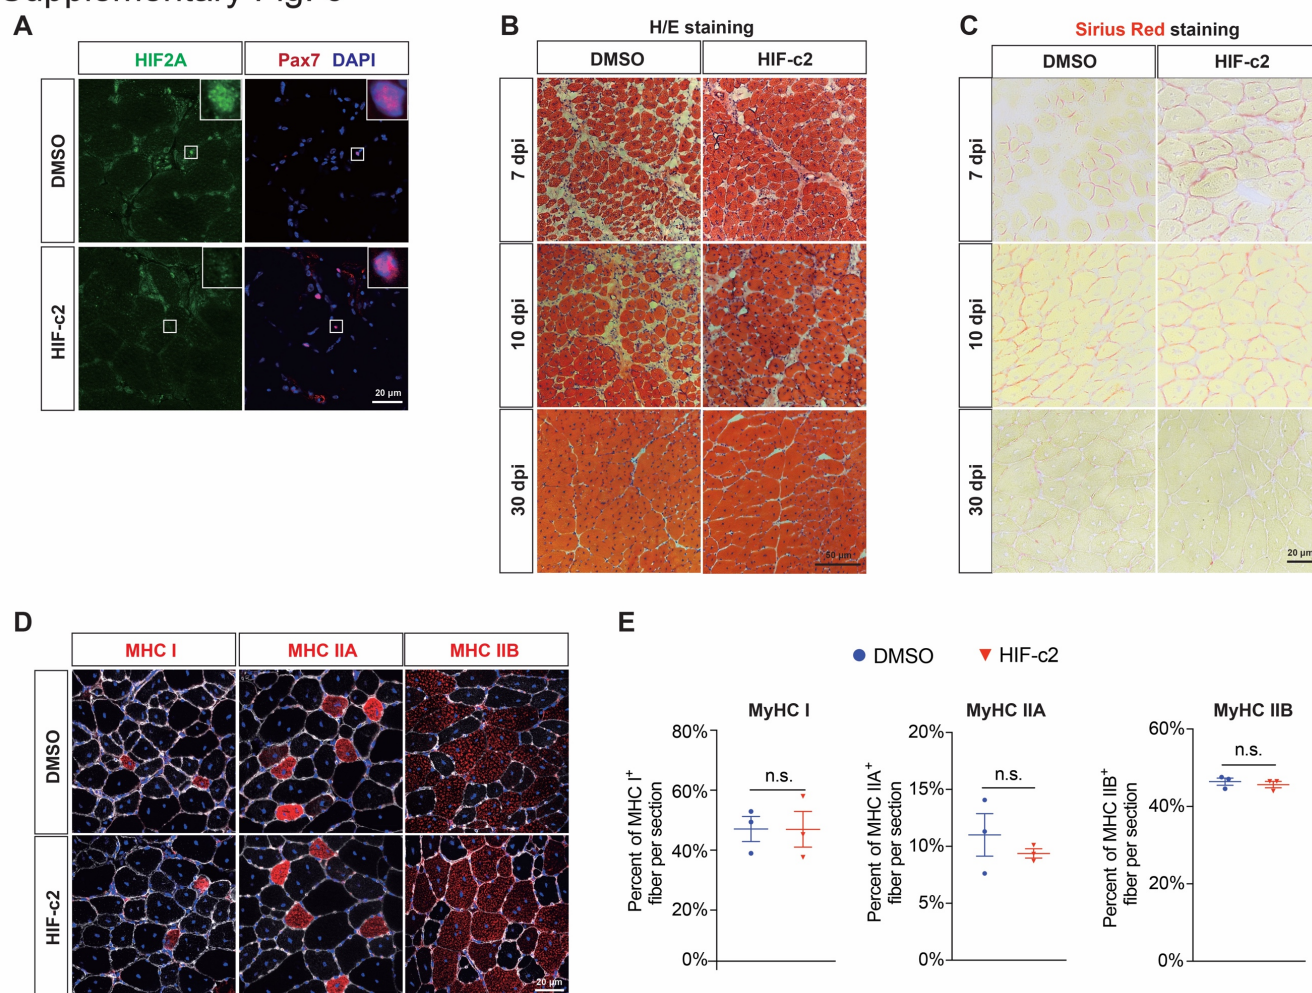 A
HIF2A
Pax7 DAPI
DMSO
HIF-c2
20 µm
B
H/E staining
DMSO
HIF-c2
7 dpi
10 dpi
30 dpi
50 µm
C
Sirius Red staining
DMSO
HIF-c2
7 dpi
10 dpi
30 dpi
20 µm
D
MHC I
MHC IIA
MHC IIB
DMSO
HIF-c2
20 µm
E
DMSO
HIF-c2
MyHC I
80%
60%
40%
20%
0%
n.s.
Percent of MHC I+
fiber per section
MyHC IIA
20%
15%
10%
5%
0%
n.s.
Percent of MHC IIA+
fiber per section
MyHC IIB
60%
40%
20%
0%
n.s.
Percent of MHC IIB+
fiber per section